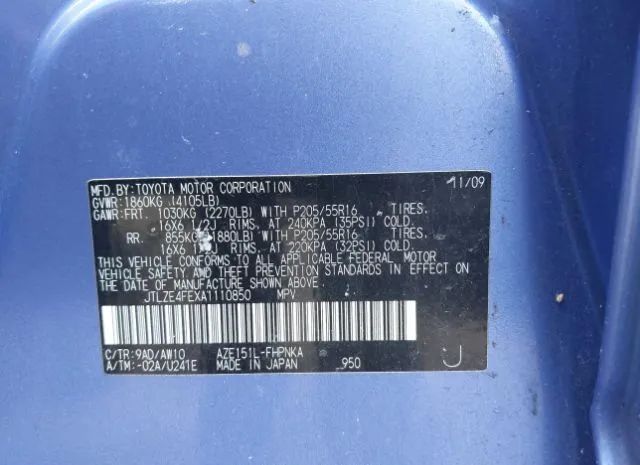 MFD.BY:TOYOTA MOTOR CORPORATION 11/09
GVWR:1860KG (4105LB)
GAWR:FRT. 1030KG (2270LB) WITH P205/55R16 TIRES.
16X6 1/2J RIMS. AT 240KPA (35PSI) COLD.
RR. 855KG 1880LB) WITH P205/55R16 TIRES.
16X6 RIMS. AT 220KPA (32PSI) COLD.
THIS VEHICLE CONFORMS TO ALL APPLICABLE FEDERAL MOTOR
VEHICLE SAFETY AND THEFT PREVENTION STANDARDS IN EFFECT
ON THE DATE OF MANUFACTURE SHOWN ABOVE.
JTLZE4FEXA1110850 MPV
C/TR:9AD/AW10 AZE151L-FHPNKA
A/TM:-02A/U241E MADE IN JAPAN 950 J